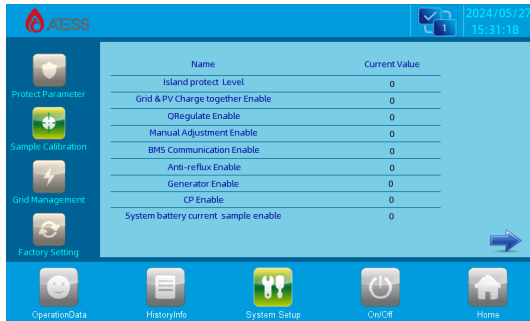 ATESS
1
2024/05/27
15:31:18
Protect Parameter
Sample Calibration
Grid Management
Factory Setting
Name Current Value
Island protect Level 0
Grid & PV Charge together Enable 0
QRegulate Enable 0
Manual Adjustment Enable 0
BMS Communication Enable 0
Anti-reflux Enable 0
Generator Enable 0
CP Enable 0
System battery current sample enable 0
OperationData
HistoryInfo
System Setup
On/Off
Home